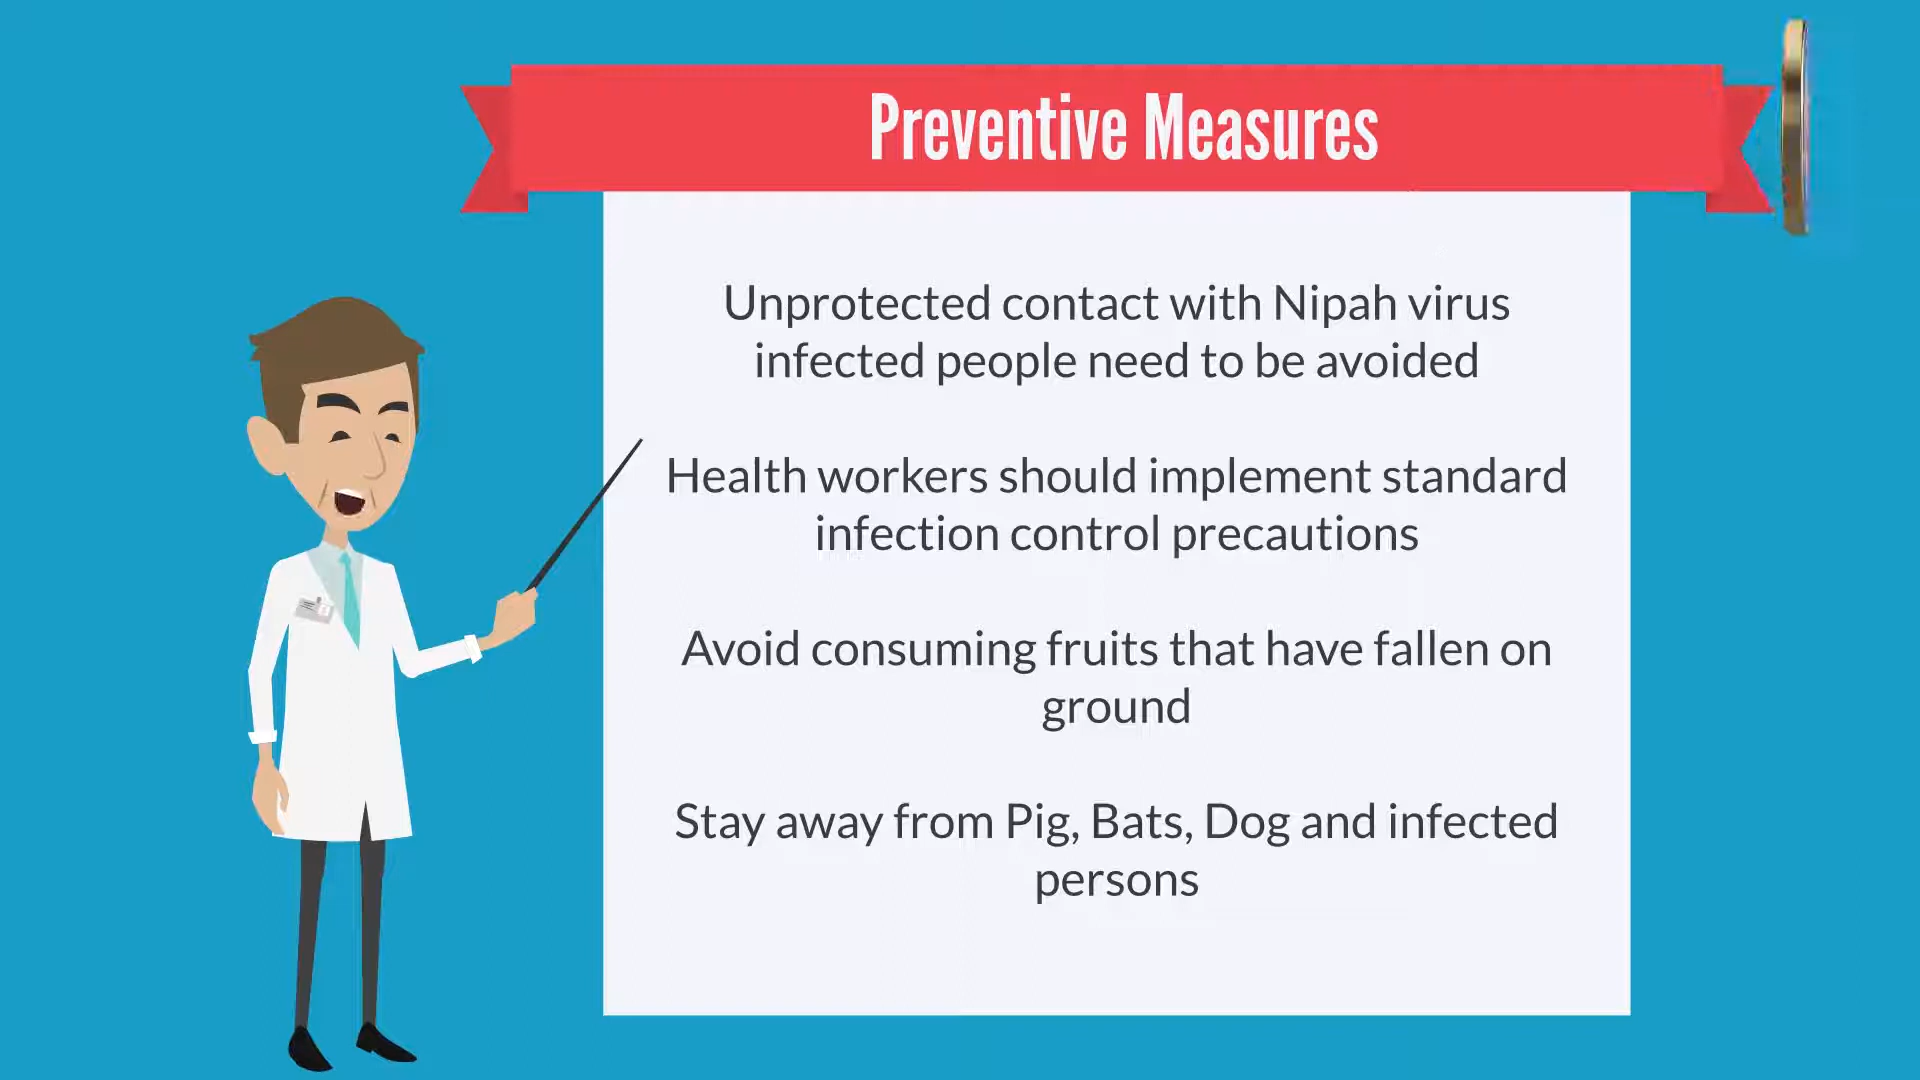 Preventive Measures
Unprotected contact with Nipah virus
infected people need to be avoided
Health workers should implement standard
infection control precautions
Avoid consuming fruits that have fallen on
ground
Stay away from Pig, Bats, Dog and infected
persons